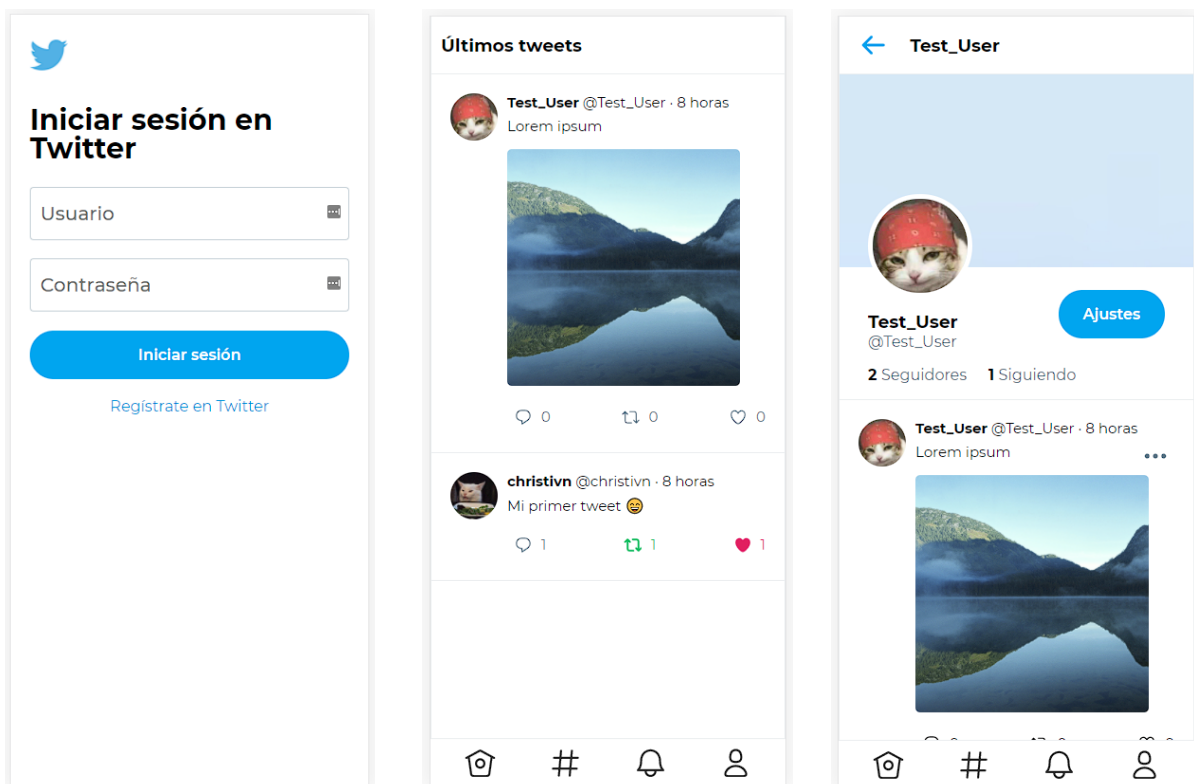 Iniciar sesión en
Twitter
Usuario
Contraseña
Iniciar sesión
Regístrate en Twitter
Últimos tweets
Test_User @Test_User · 8 horas
Lorem ipsum
0 0 0
christivn @christivn · 8 horas
Mi primer tweet 😄
1 1 1
Test_User
Ajustes
Test_User
@Test_User
2 Seguidores 1 Siguiendo
Test_User @Test_User · 8 horas
Lorem ipsum